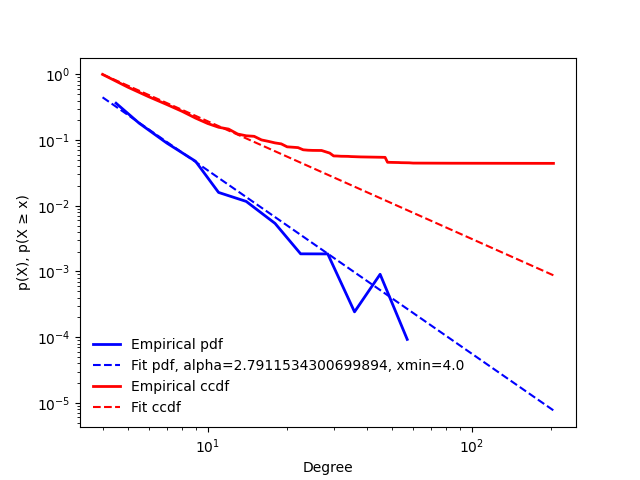 10⁰
10⁻¹
10⁻²
10⁻³
10⁻⁴
10⁻⁵
p(X), p(X ≥ x)
Empirical pdf
Fit pdf, alpha=2.7911534300699894, xmin=4.0
Empirical ccdf
Fit ccdf
10¹ 10²
Degree